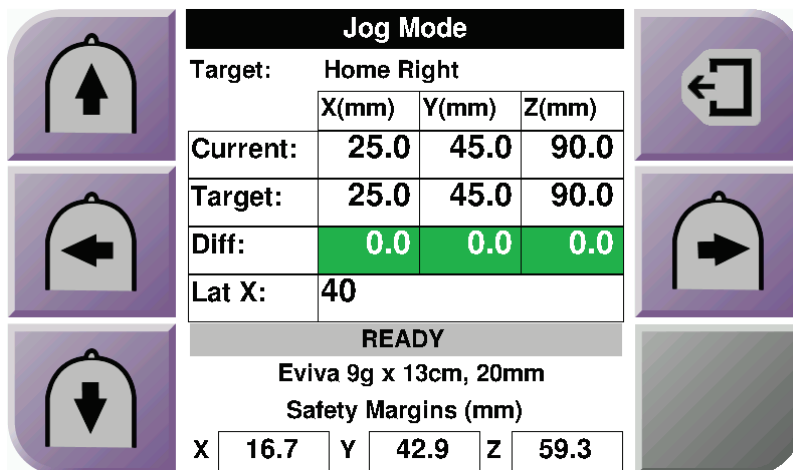 Jog Mode
Target: Home Right
X(mm) Y(mm) Z(mm)
Current: 25.0 45.0 90.0
Target: 25.0 45.0 90.0
Diff: 0.0 0.0 0.0
Lat X: 40
READY
Eviva 9g x 13cm, 20mm
Safety Margins (mm)
X 16.7 Y 42.9 Z 59.3